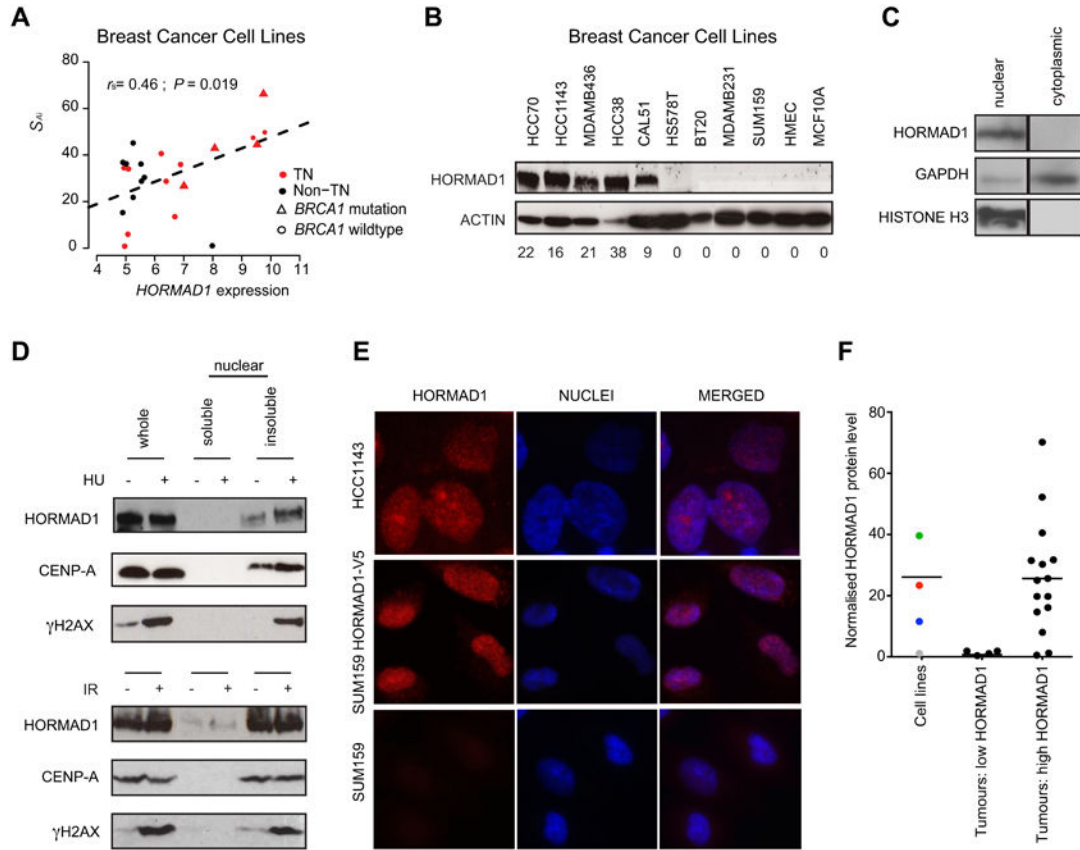 A
Breast Cancer Cell Lines
rs= 0.46 ; P = 0.019
80
60
40
20
0
SAi
4 5 6 7 8 9 10 11
HORMAD1 expression
TN
Non-TN
BRCA1 mutation
BRCA1 wildtype
B
Breast Cancer Cell Lines
HCC70
HCC1143
MDAMB436
HCC38
CAL51
HS578T
BT20
MDAMB231
SUM159
HMEC
MCF10A
HORMAD1
ACTIN
22 16 21 38 9 0 0 0 0 0 0
C
nuclear
cytoplasmic
HORMAD1
GAPDH
HISTONE H3
D
nuclear
whole
soluble
insoluble
HU - + - + - +
HORMAD1
CENP-A
γH2AX
IR - + - + - +
HORMAD1
CENP-A
γH2AX
E
HORMAD1 NUCLEI MERGED
HCC1143
SUM159 HORMAD1-V5
SUM159
F
Normalised HORMAD1 protein level
80
60
40
20
0
Cell lines
Tumours: low HORMAD1
Tumours: high HORMAD1